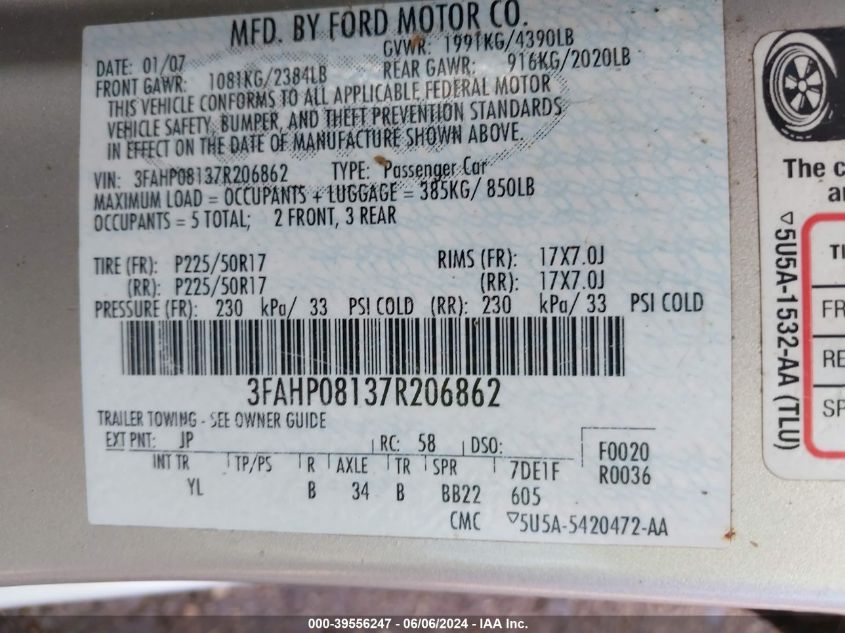 MFD. BY FORD MOTOR CO.
DATE: 01/07 GVWR: 1991KG/4390LB
FRONT GAWR: 1081KG/2384LB REAR GAWR: 916KG/2020LB
THIS VEHICLE CONFORMS TO ALL APPLICABLE FEDERAL MOTOR
VEHICLE SAFETY, BUMPER, AND THEFT PREVENTION STANDARDS
IN EFFECT ON THE DATE OF MANUFACTURE SHOWN ABOVE.
VIN: 3FAHP08137R206862 TYPE: Passenger Car
MAXIMUM LOAD = OCCUPANTS + LUGGAGE = 385KG/ 850LB
OCCUPANTS = 5 TOTAL; 2 FRONT, 3 REAR
TIRE (FR): P225/50R17 RIMS (FR): 17X7.0J
(RR): P225/50R17 (RR): 17X7.0J
PRESSURE (FR): 230 kPa/ 33 PSI COLD (RR): 230 kPa/ 33 PSI COLD
3FAHP08137R206862
TRAILER TOWING - SEE OWNER GUIDE
EXT PNT: JP RC: 58 DSO: F0020
INT TR TP/PS R AXLE TR SPR 7DE1F R0036
YL B 34 B BB22 605
CMC ▽5U5A-5420472-AA
The c
a
▽5U5A-1532-AA (TLU)
TI
FR
RE
SP
000-39556247 - 06/06/2024 - IAA Inc.